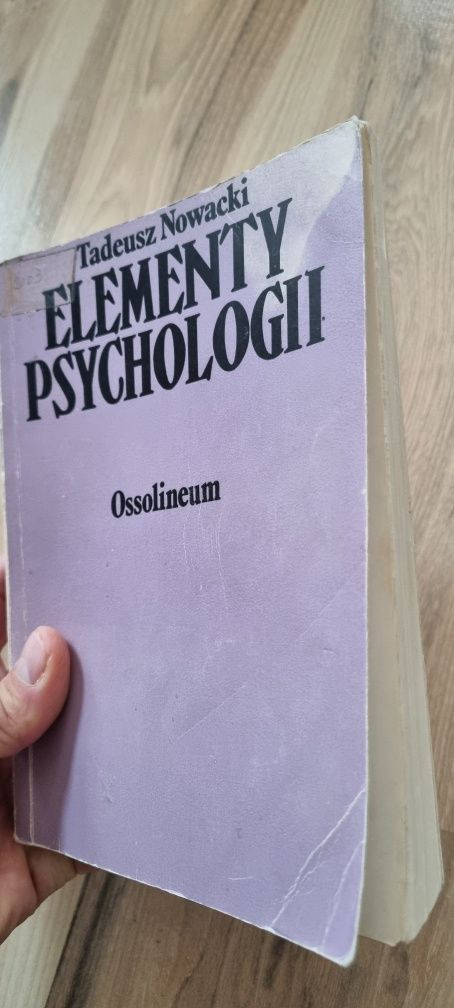 Tadeusz Nowacki
ELEMENTY
PSYCHOLOGII
Ossolineum